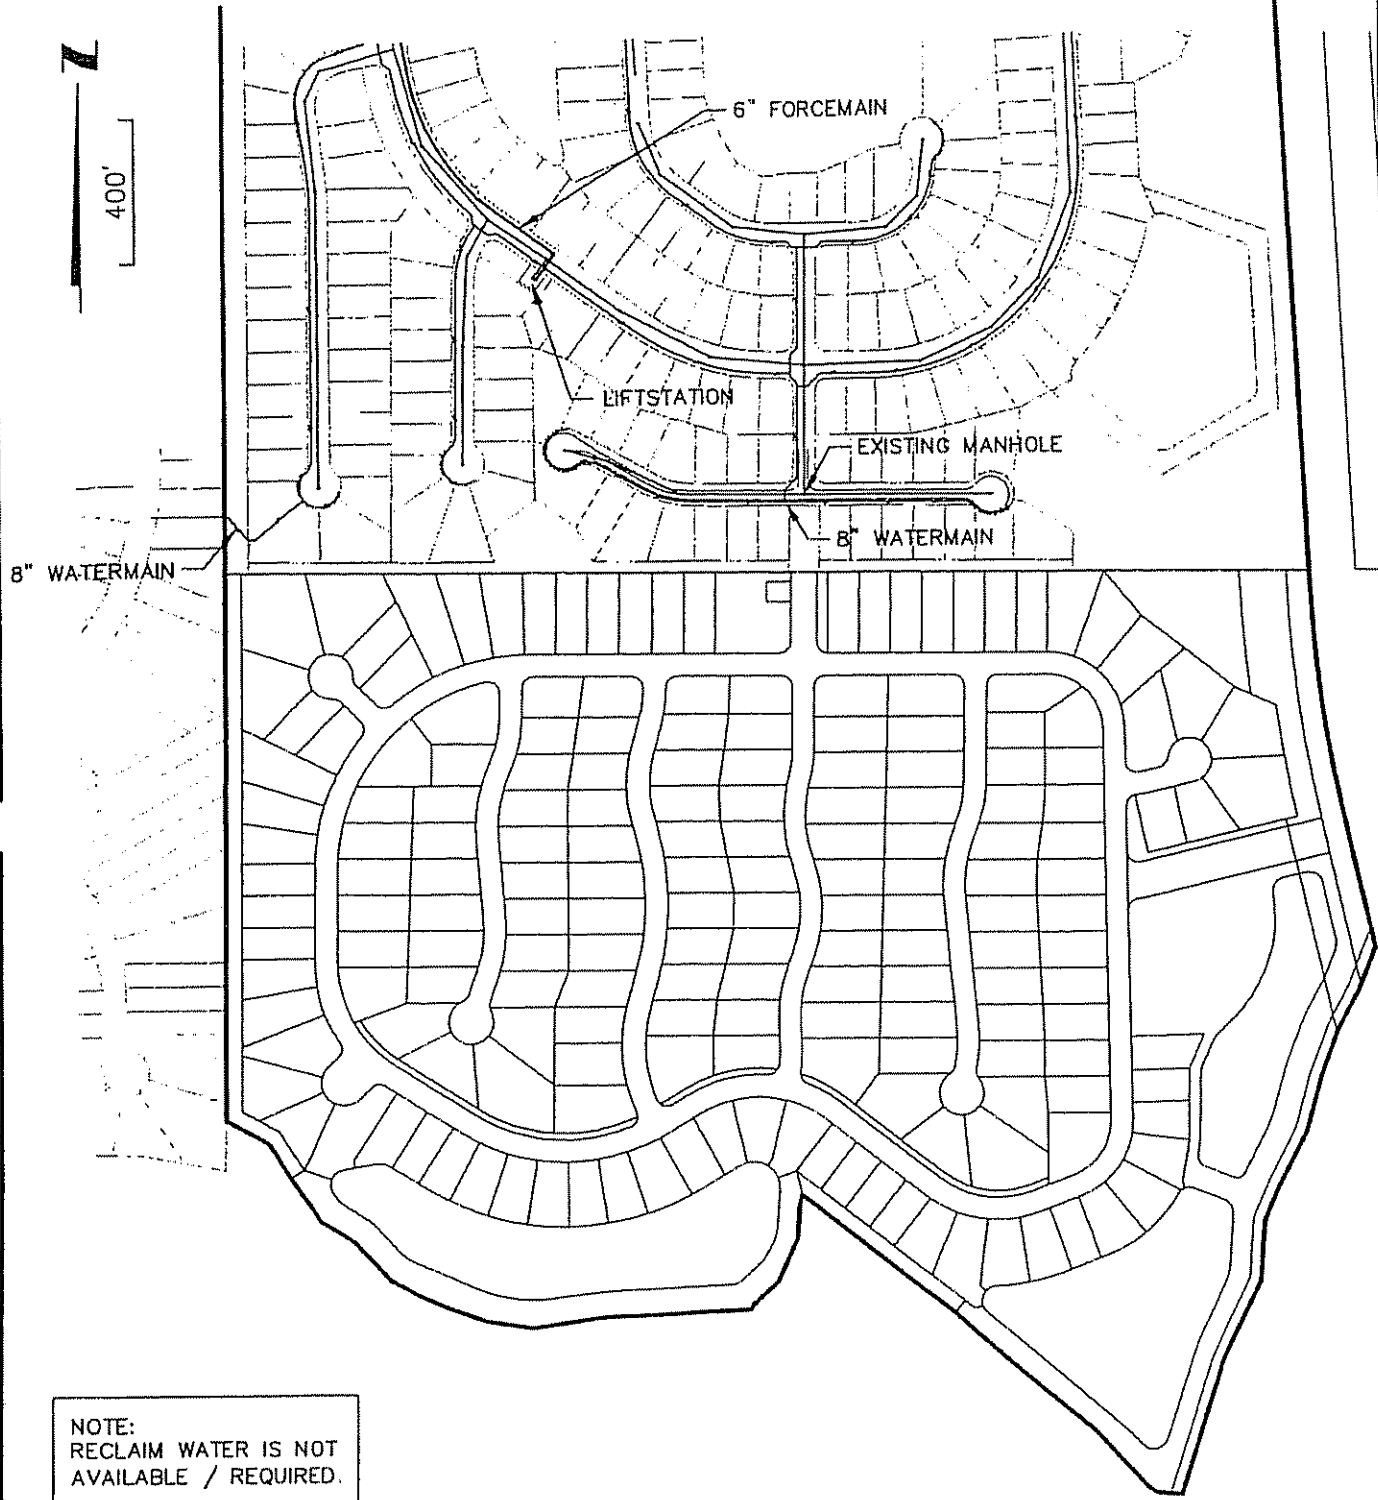 Z
400'
6" FORCEMAIN
LIFTSTATION
EXISTING MANHOLE
8" WATERMAIN
8" WATERMAIN
NOTE:
RECLAIM WATER IS NOT
AVAILABLE / REQUIRED.